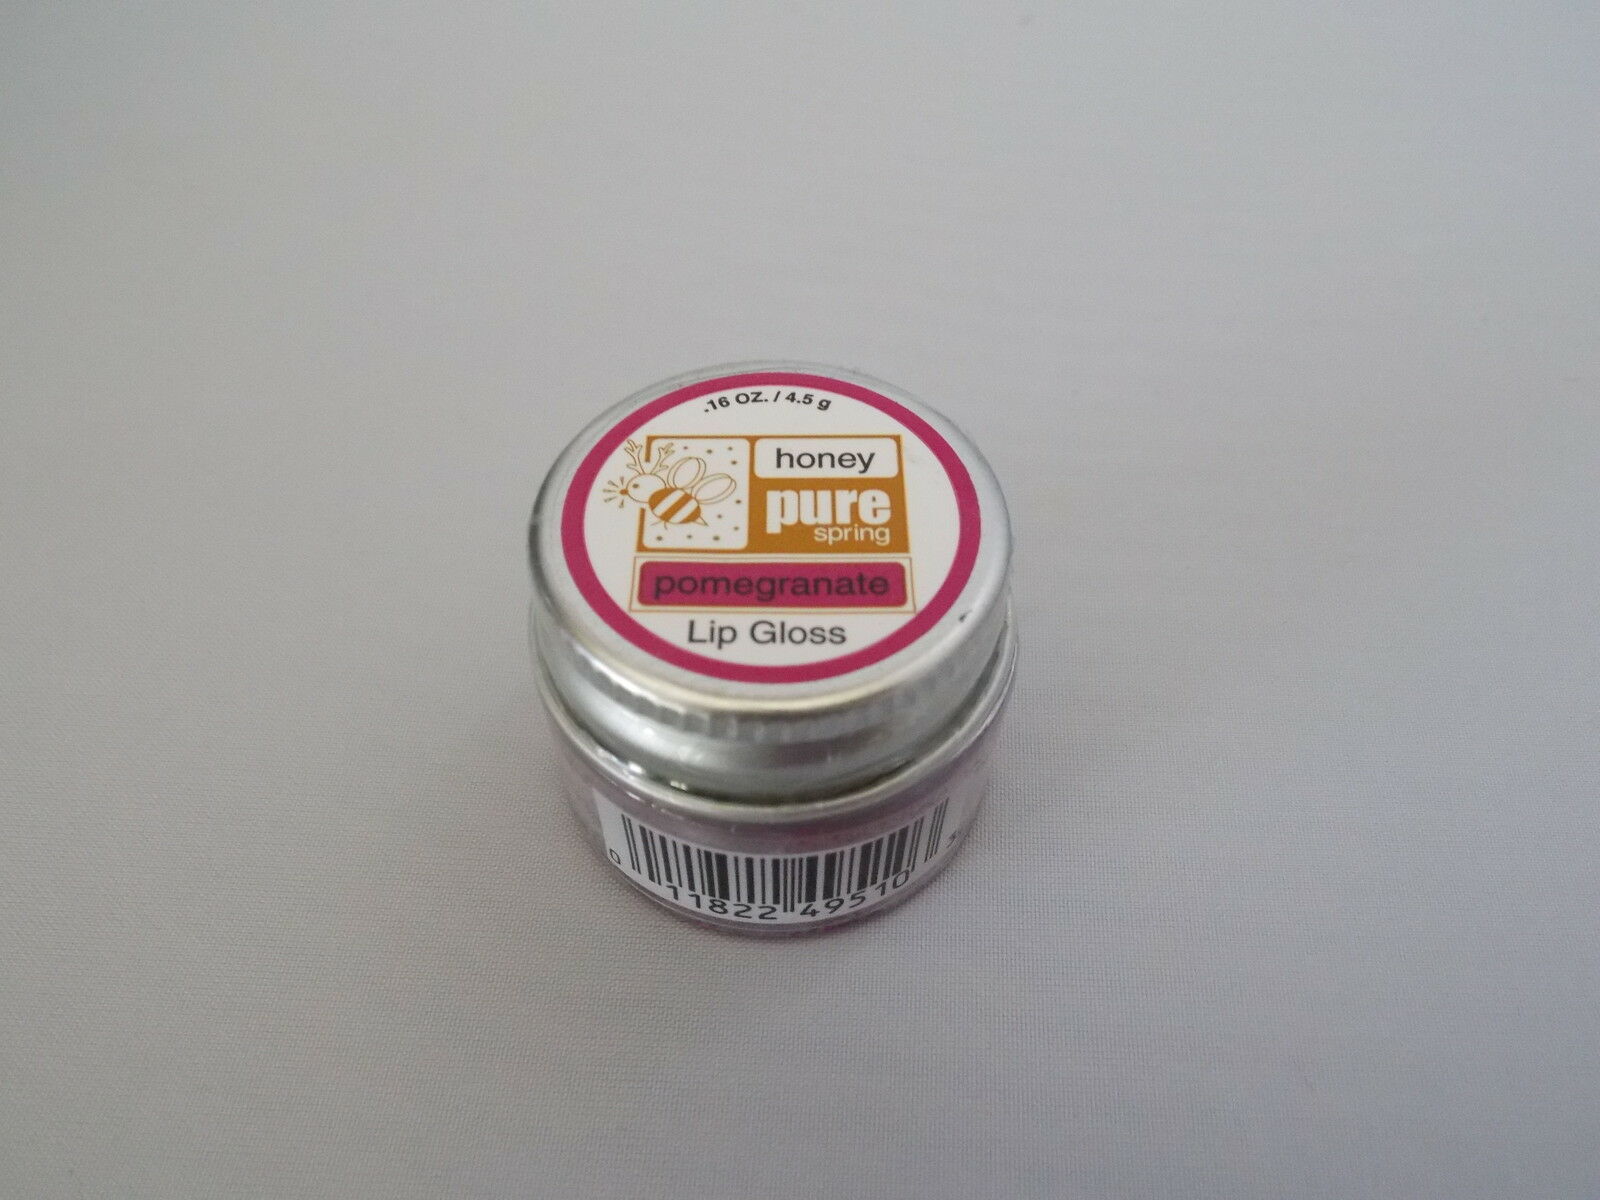 .16 OZ. / 4.5 g
honey
pure
spring
pomegranate
Lip Gloss
0 11822 49510